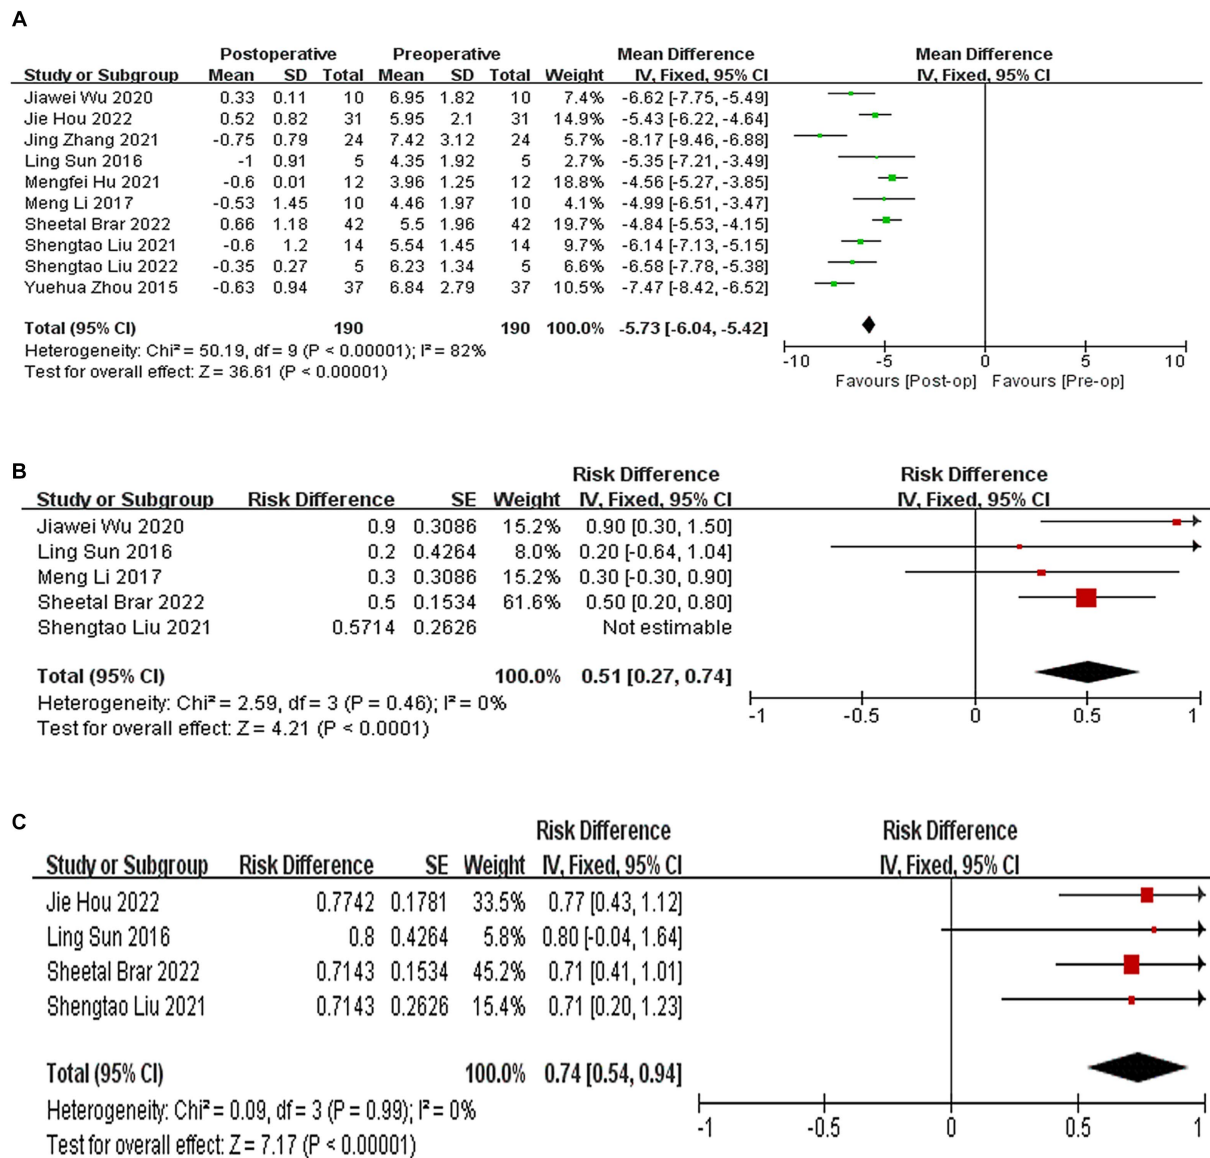 A
Postoperative Preoperative Mean Difference Mean Difference
Study or Subgroup Mean SD Total Mean SD Total Weight IV, Fixed, 95% CI IV, Fixed, 95% CI
Jiawei Wu 2020 0.33 0.11 10 6.95 1.82 10 7.4% -6.62 [-7.75, -5.49]
Jie Hou 2022 0.52 0.82 31 5.95 2.1 31 14.9% -5.43 [-6.22, -4.64]
Jing Zhang 2021 -0.75 0.79 24 7.42 3.12 24 5.7% -8.17 [-9.46, -6.88]
Ling Sun 2016 -1 0.91 5 4.35 1.92 5 2.7% -5.35 [-7.21, -3.49]
Mengfei Hu 2021 -0.6 0.01 12 3.96 1.25 12 18.8% -4.56 [-5.27, -3.85]
Meng Li 2017 -0.53 1.45 10 4.46 1.97 10 4.1% -4.99 [-6.51, -3.47]
Sheetal Brar 2022 0.66 1.18 42 5.5 1.96 42 19.7% -4.84 [-5.53, -4.15]
Shengtao Liu 2021 -0.6 1.2 14 5.54 1.45 14 9.7% -6.14 [-7.13, -5.15]
Shengtao Liu 2022 -0.35 0.27 5 6.23 1.34 5 6.6% -6.58 [-7.78, -5.38]
Yuehua Zhou 2015 -0.63 0.94 37 6.84 2.79 37 10.5% -7.47 [-8.42, -6.52]
Total (95% CI) 190 190 100.0% -5.73 [-6.04, -5.42]
Heterogeneity: Chi² = 50.19, df = 9 (P < 0.00001); I² = 82%
Test for overall effect: Z = 36.61 (P < 0.00001)
-10 -5 0 5 10
Favours [Post-op] Favours [Pre-op]
B
Risk Difference Risk Difference
Study or Subgroup Risk Difference SE Weight IV, Fixed, 95% CI IV, Fixed, 95% CI
Jiawei Wu 2020 0.9 0.3086 15.2% 0.90 [0.30, 1.50]
Ling Sun 2016 0.2 0.4264 8.0% 0.20 [-0.64, 1.04]
Meng Li 2017 0.3 0.3086 15.2% 0.30 [-0.30, 0.90]
Sheetal Brar 2022 0.5 0.1534 61.6% 0.50 [0.20, 0.80]
Shengtao Liu 2021 0.5714 0.2626 Not estimable
Total (95% CI) 100.0% 0.51 [0.27, 0.74]
Heterogeneity: Chi² = 2.59, df = 3 (P = 0.46); I² = 0%
Test for overall effect: Z = 4.21 (P < 0.0001)
-1 -0.5 0 0.5 1
C
Risk Difference Risk Difference
Study or Subgroup Risk Difference SE Weight IV, Fixed, 95% CI IV, Fixed, 95% CI
Jie Hou 2022 0.7742 0.1781 33.5% 0.77 [0.43, 1.12]
Ling Sun 2016 0.8 0.4264 5.8% 0.80 [-0.04, 1.64]
Sheetal Brar 2022 0.7143 0.1534 45.2% 0.71 [0.41, 1.01]
Shengtao Liu 2021 0.7143 0.2626 15.4% 0.71 [0.20, 1.23]
Total (95% CI) 100.0% 0.74 [0.54, 0.94]
Heterogeneity: Chi² = 0.09, df = 3 (P = 0.99); I² = 0%
Test for overall effect: Z = 7.17 (P < 0.00001)
-1 -0.5 0 0.5 1